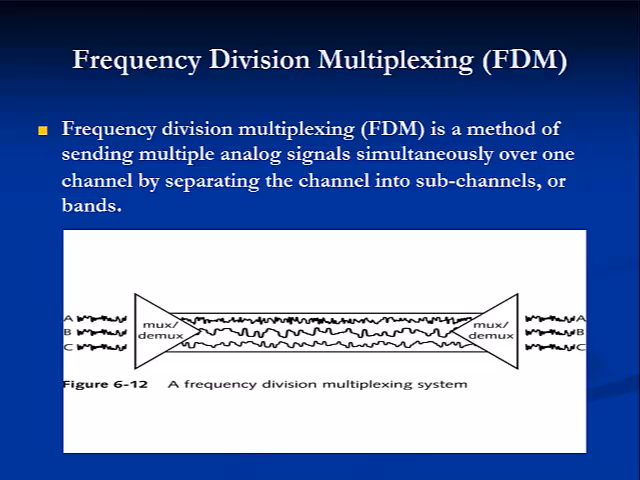 Frequency Division Multiplexing (FDM)
Frequency division multiplexing (FDM) is a method of
sending multiple analog signals simultaneously over one
channel by separating the channel into sub-channels, or
bands.
A mux/ mux/ A
B demux demux B
C C
Figure 6-12 A frequency division multiplexing system